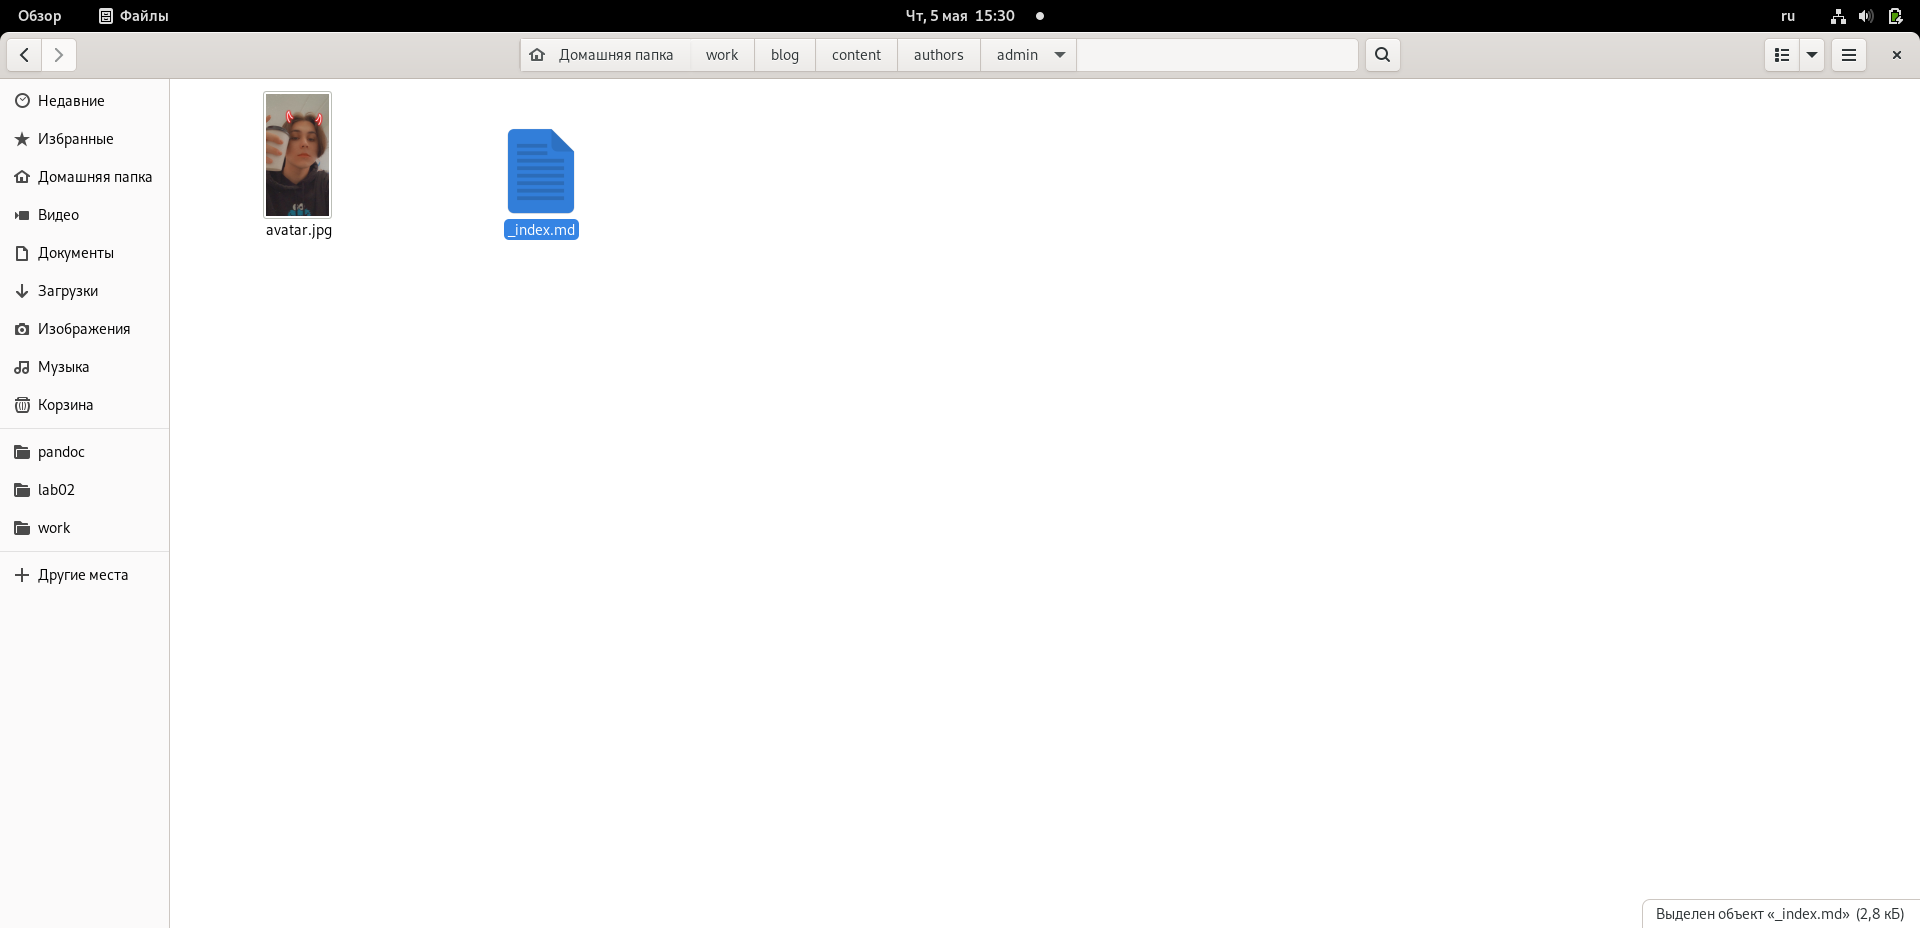 Обзор Файлы Чт, 5 мая 15:30 ru
Домашняя папка work blog content authors admin
Недавние
Избранные
Домашняя папка
Видео
Документы
Загрузки
Изображения
Музыка
Корзина
pandoc
lab02
work
Другие места
avatar.jpg _index.md
Выделен объект «_index.md» (2,8 кБ)